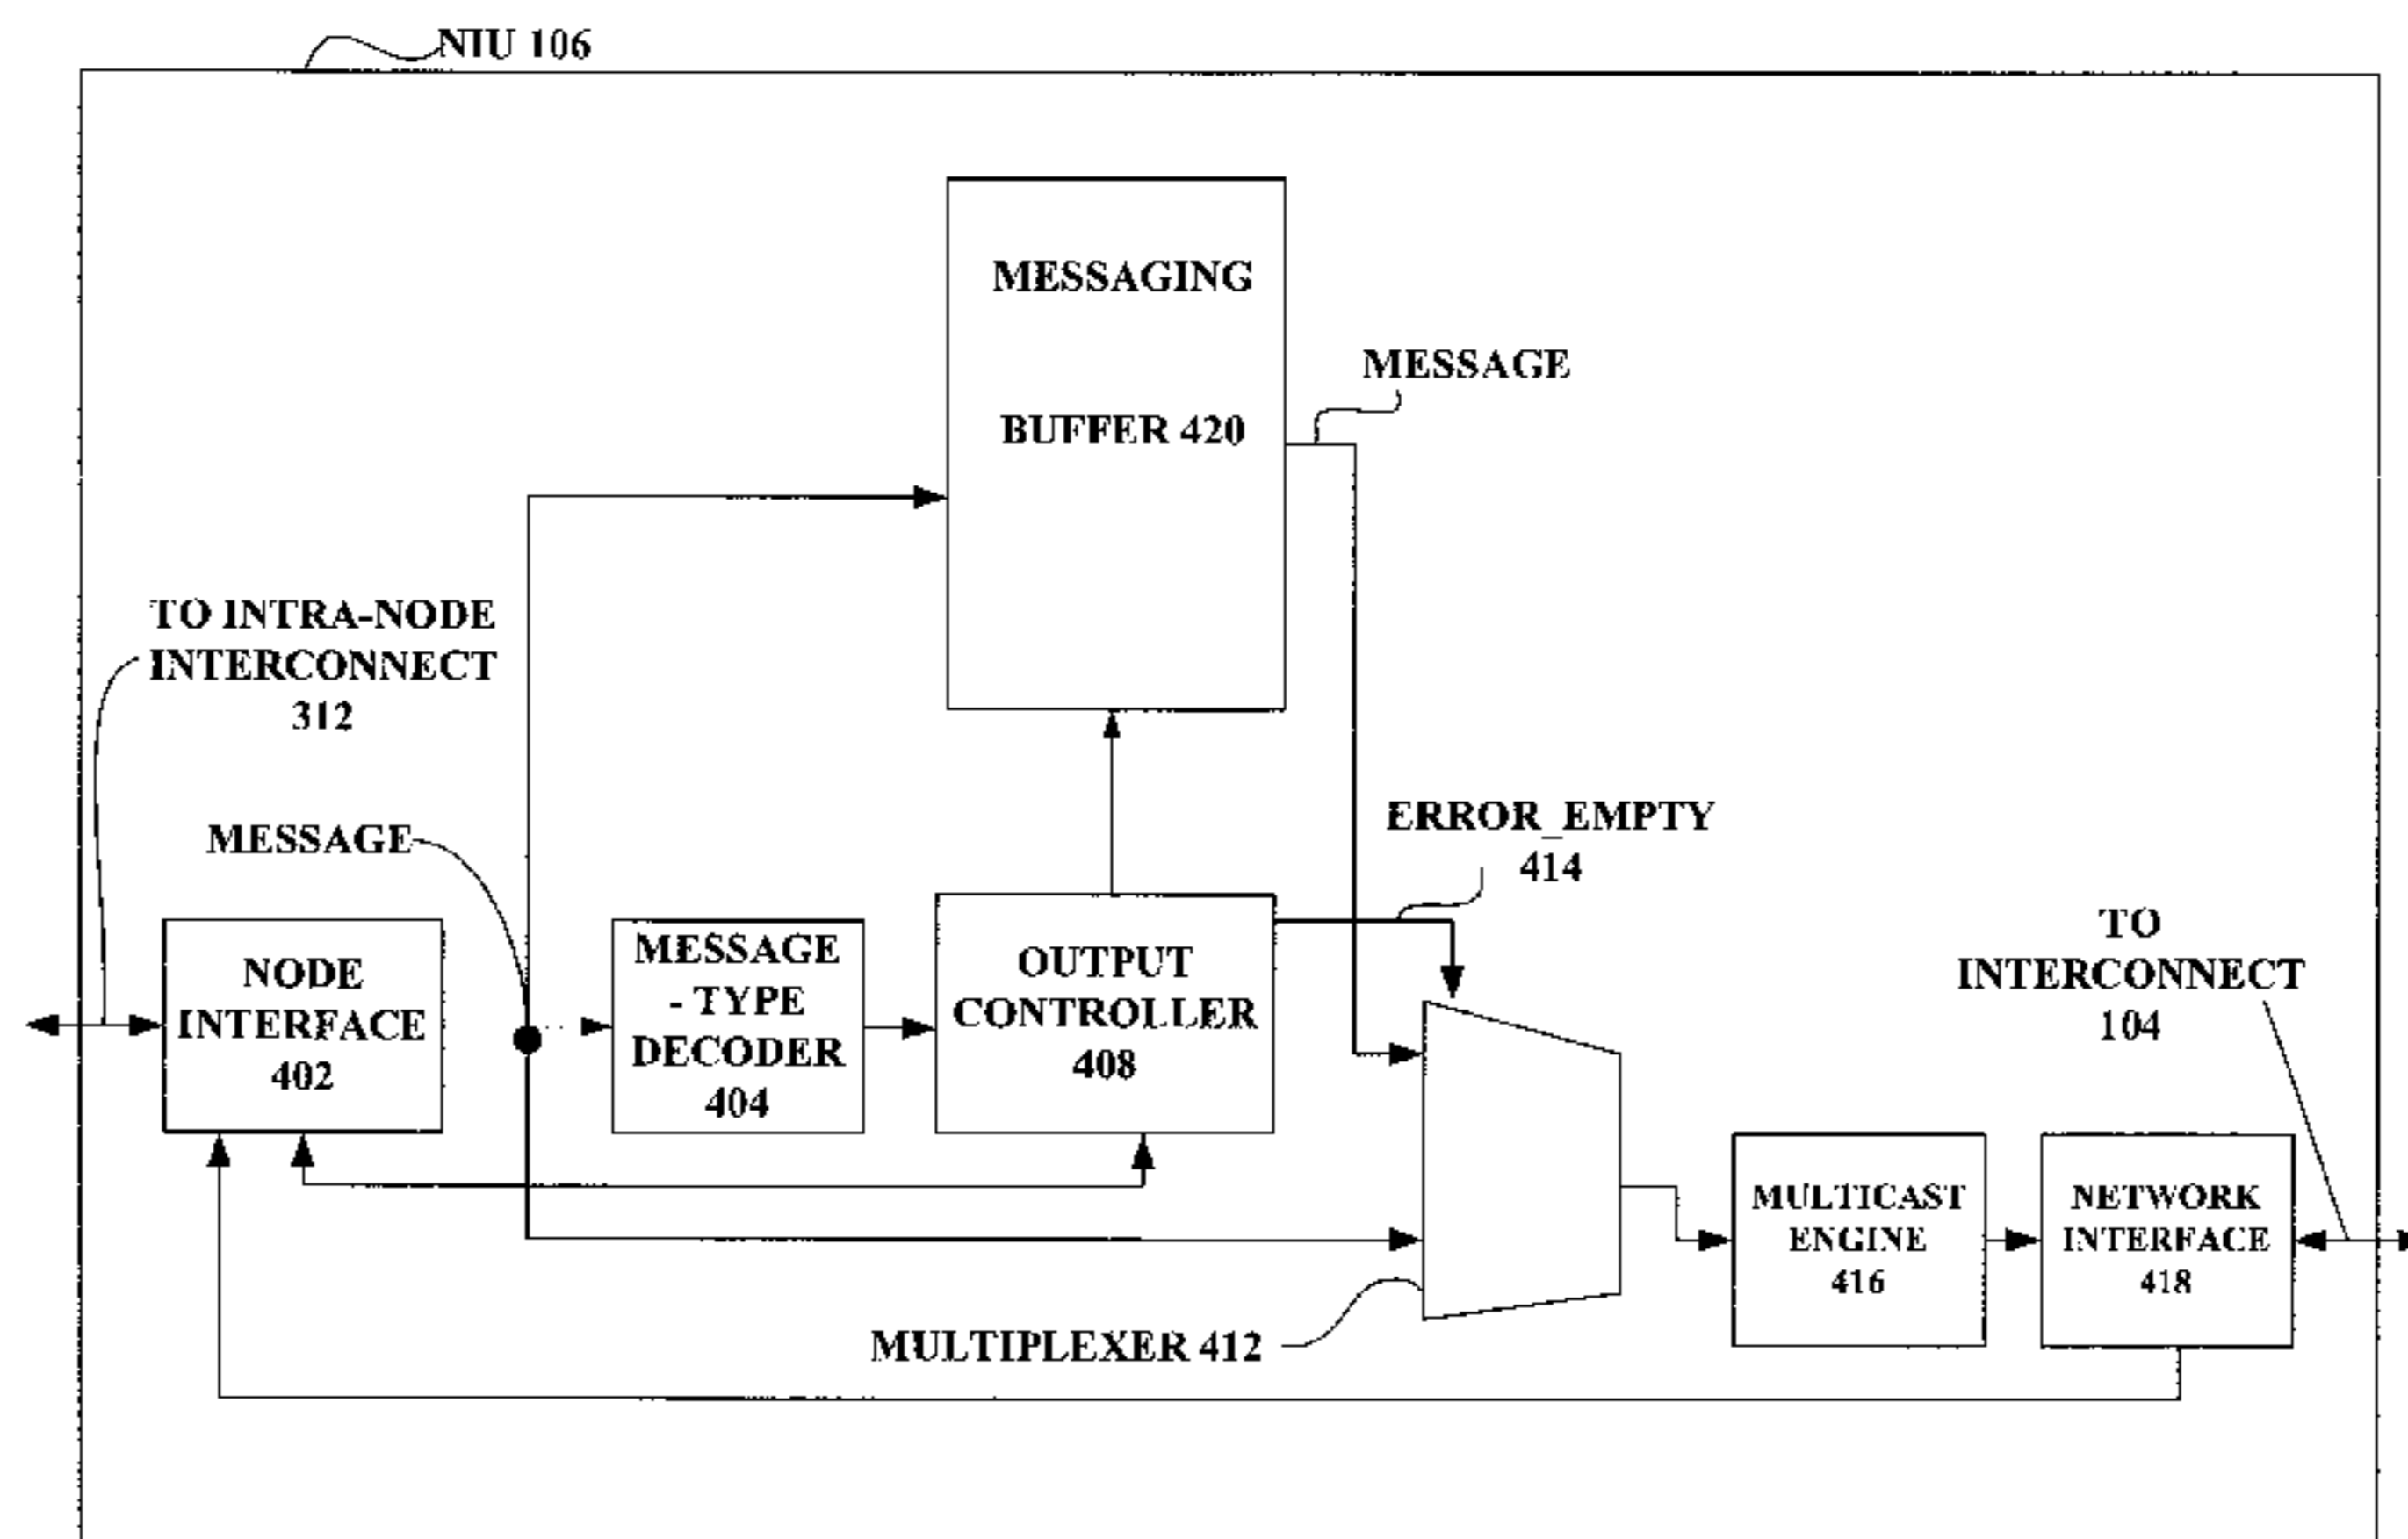 NIU 106
MESSAGING
BUFFER 420
MESSAGE
TO INTRA-NODE
INTERCONNECT
312
MESSAGE
ERROR_EMPTY
414
NODE
INTERFACE
402
MESSAGE
- TYPE
DECODER
404
OUTPUT
CONTROLLER
408
TO
INTERCONNECT
104
MULTICAST
ENGINE
416
NETWORK
INTERFACE
418
MULTIPLEXER 412